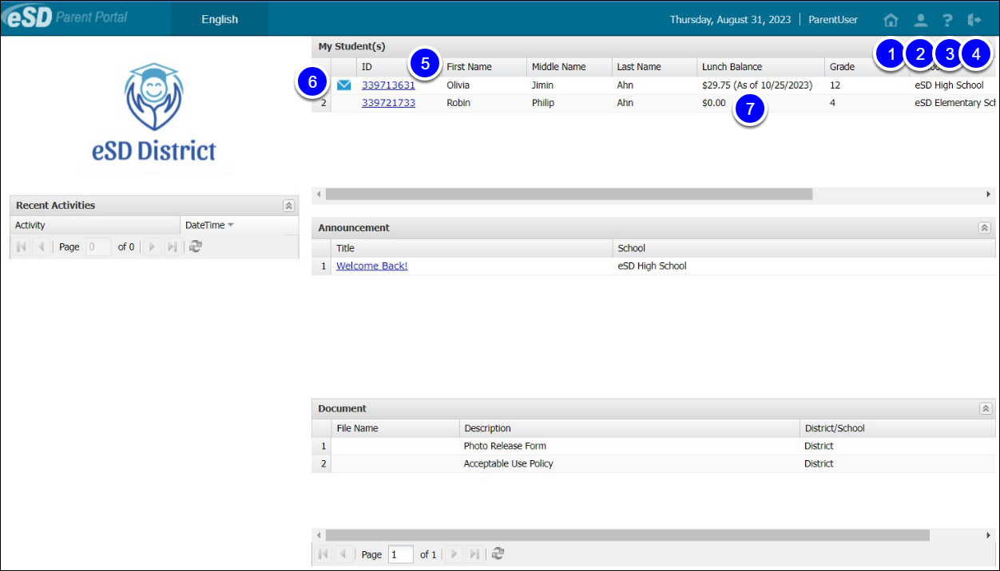 eSD Parent Portal English Thursday, August 31, 2023 ParentUser
1 2 3 4
My Student(s)
ID 5 First Name Middle Name Last Name Lunch Balance Grade
6 339713631 Olivia Jimin Ahn $29.75 (As of 10/25/2023) 12 eSD High School
2 339721733 Robin Philip Ahn $0.00 7 4 eSD Elementary Sch
eSD District
Recent Activities
Activity DateTime
Page 0 of 0
Announcement
Title School
1 Welcome Back! eSD High School
Document
File Name Description District/School
1 Photo Release Form District
2 Acceptable Use Policy District
Page 1 of 1